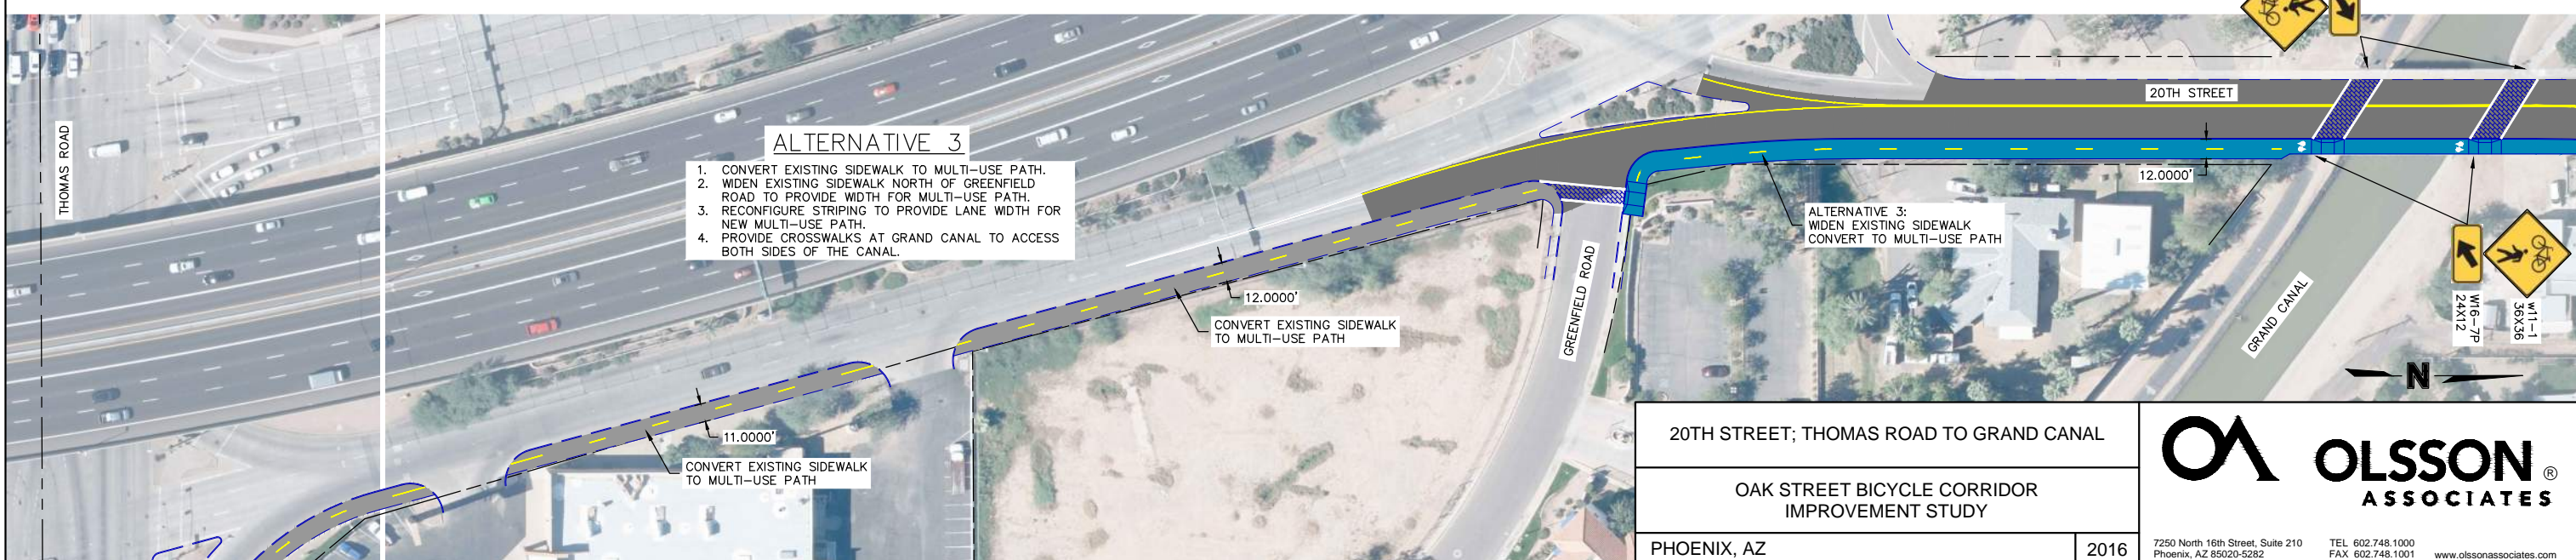 THOMAS ROAD
ALTERNATIVE 3
1. CONVERT EXISTING SIDEWALK TO MULTI-USE PATH.
2. WIDEN EXISTING SIDEWALK NORTH OF GREENFIELD
ROAD TO PROVIDE WIDTH FOR MULTI-USE PATH.
3. RECONFIGURE STRIPING TO PROVIDE LANE WIDTH FOR
NEW MULTI-USE PATH.
4. PROVIDE CROSSWALKS AT GRAND CANAL TO ACCESS
BOTH SIDES OF THE CANAL.
11.0000'
CONVERT EXISTING SIDEWALK
TO MULTI-USE PATH
12.0000'
CONVERT EXISTING SIDEWALK
TO MULTI-USE PATH
GREENFIELD ROAD
20TH STREET
12.0000'
ALTERNATIVE 3:
WIDEN EXISTING SIDEWALK
CONVERT TO MULTI-USE PATH
GRAND CANAL
W11-1
36X36
W16-7P
24X12
N
20TH STREET; THOMAS ROAD TO GRAND CANAL
OAK STREET BICYCLE CORRIDOR
IMPROVEMENT STUDY
PHOENIX, AZ
2016
OA
OLSSON ®
ASSOCIATES
7250 North 16th Street, Suite 210
Phoenix, AZ 85020-5282
TEL 602.748.1000
FAX 602.748.1001
www.olssonassociates.com